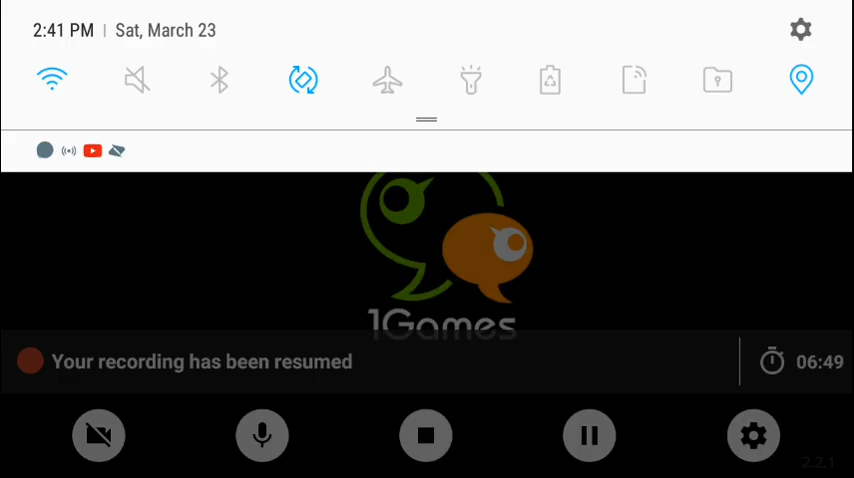 2:41 PM | Sat, March 23
1Games
Your recording has been resumed
06:49
2.2.1